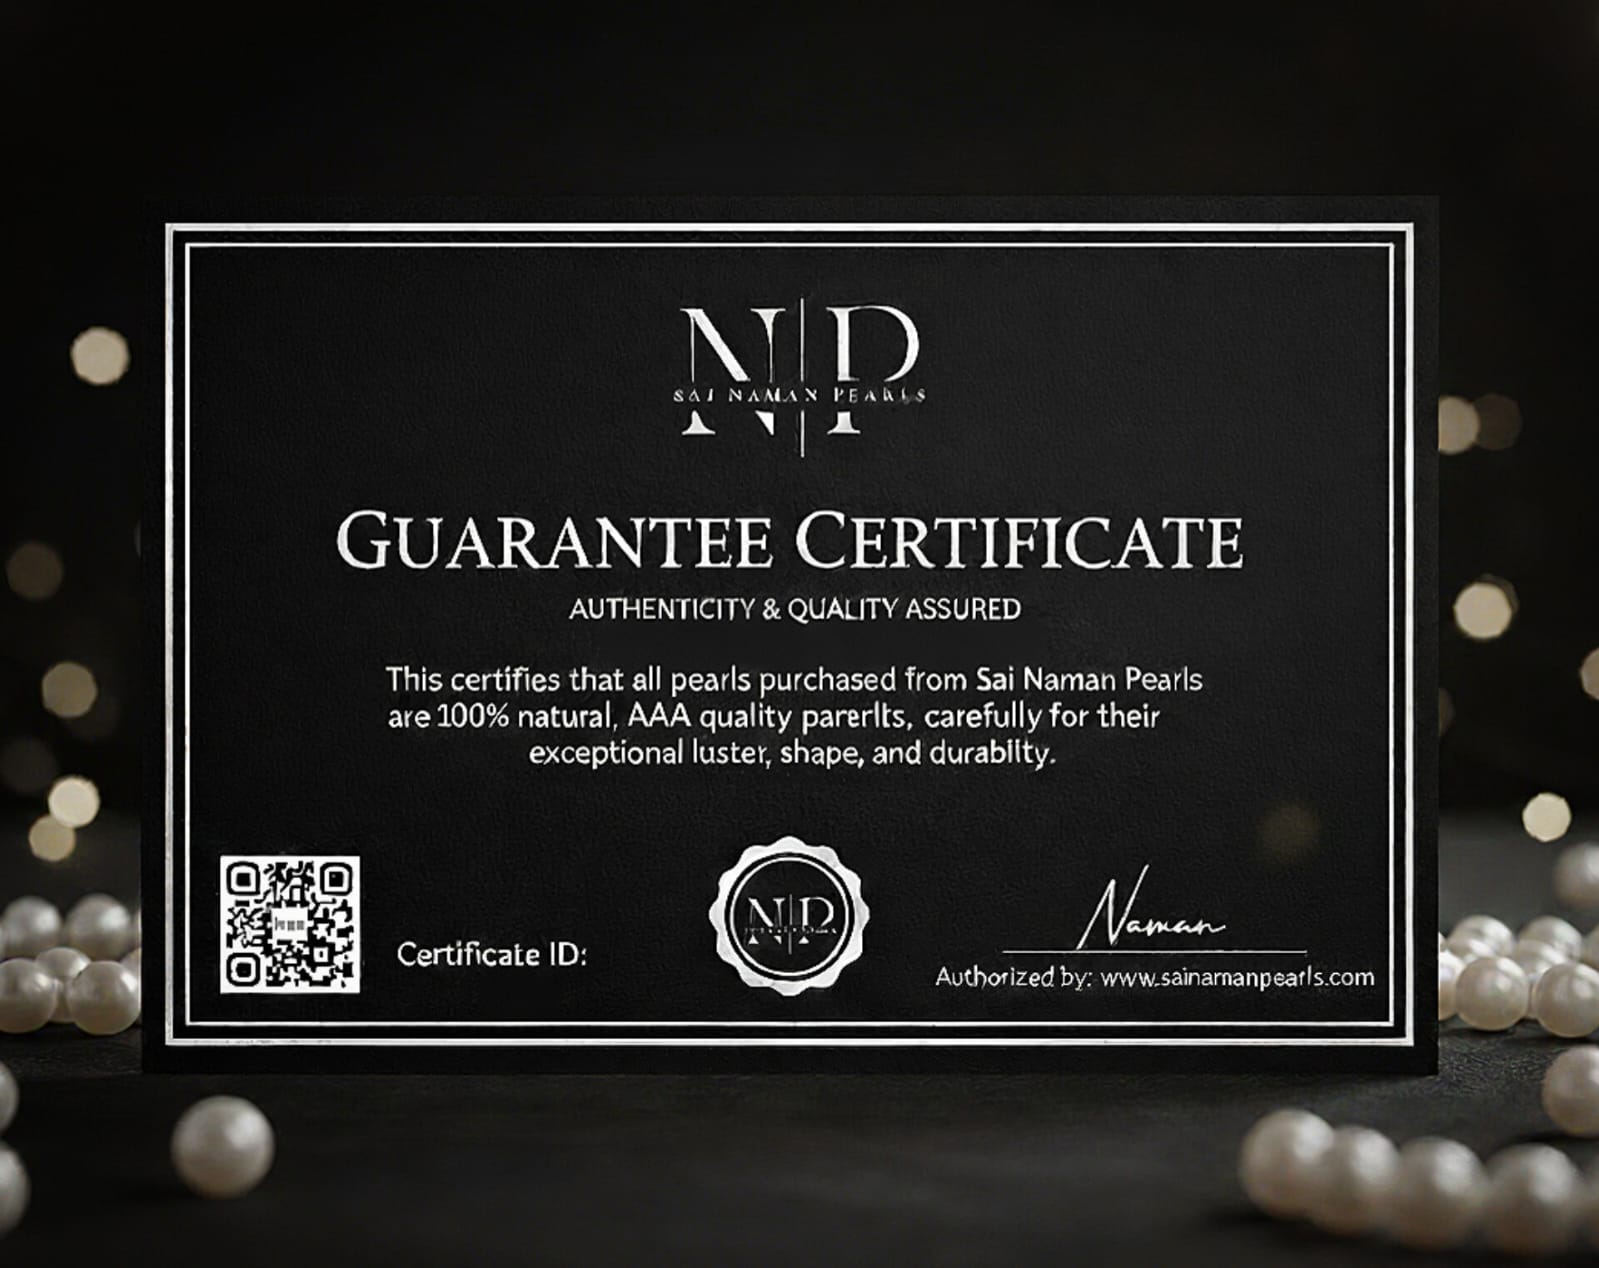 N|P
SAI NAMAN PEARLS
GUARANTEE CERTIFICATE
AUTHENTICITY & QUALITY ASSURED
This certifies that all pearls purchased from Sai Naman Pearls
are 100% natural, AAA quality parerlts, carefully for their
exceptional luster, shape, and durabiity.
Certificate ID:
N|P
Naman
Authorized by: www.sainamanpearls.com